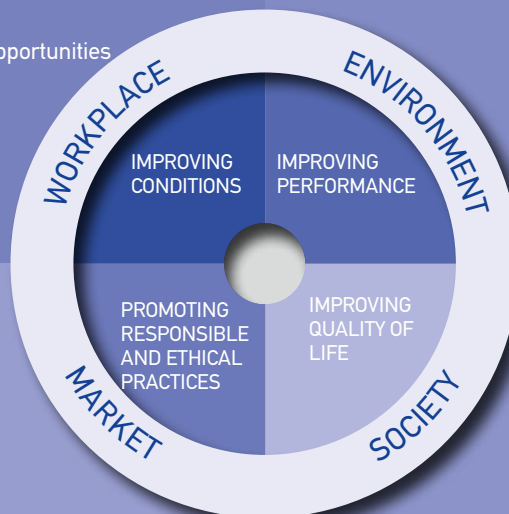 opportunities
WORKPLACE
ENVIRONMENT
IMPROVING
CONDITIONS
IMPROVING
PERFORMANCE
PROMOTING
RESPONSIBLE
AND ETHICAL
PRACTICES
IMPROVING
QUALITY OF
LIFE
MARKET
SOCIETY